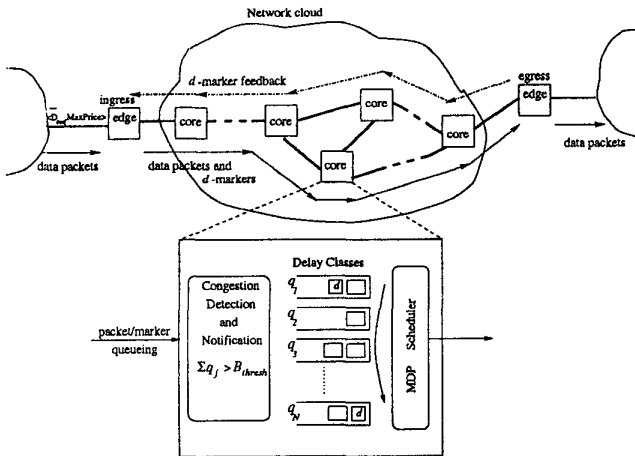 Network cloud
d -marker feedback
ingress
egress
edge
MaxPrice>
edge
core
core
core
core
core
data packets
data packets and
d -markers
data packets
Delay Classes
Congestion
Detection
and
Notification
Σq_j > B_thresh
packet/marker
queueing
q_1
d
q_2
q_3
q_N
d
MDP Scheduler